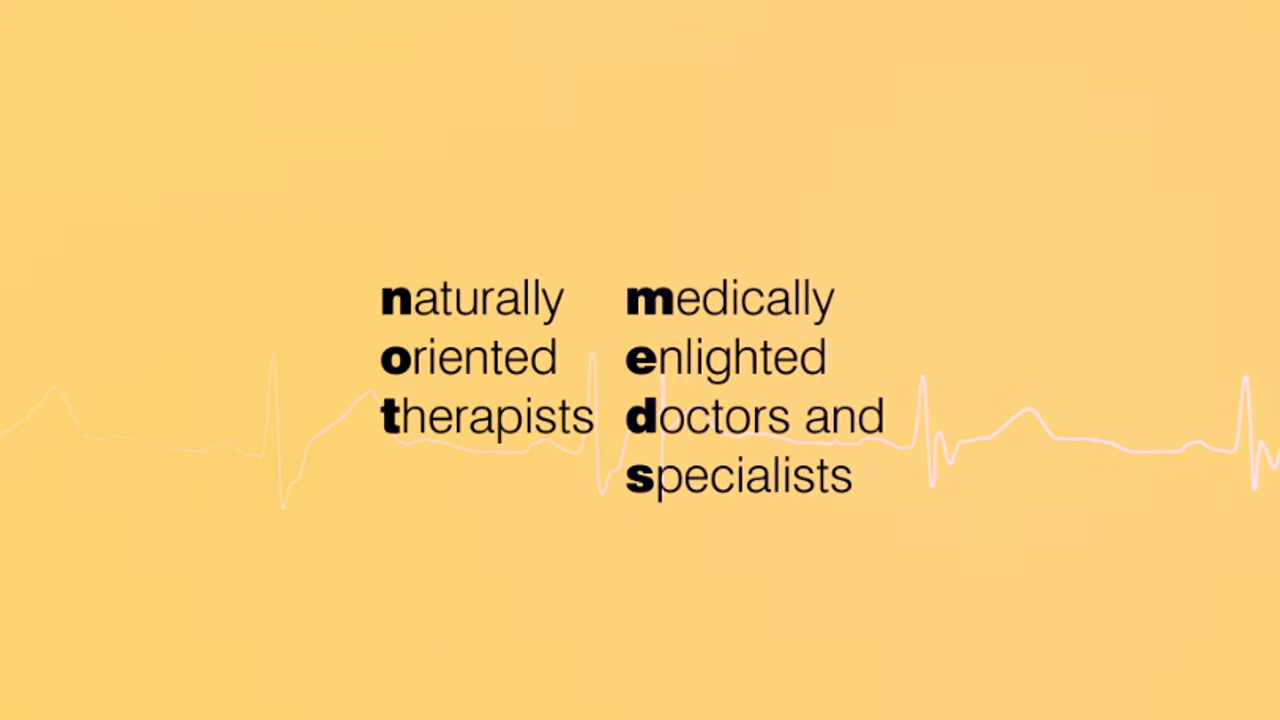 naturally
oriented
therapists
medically
enlighted
doctors and
specialists